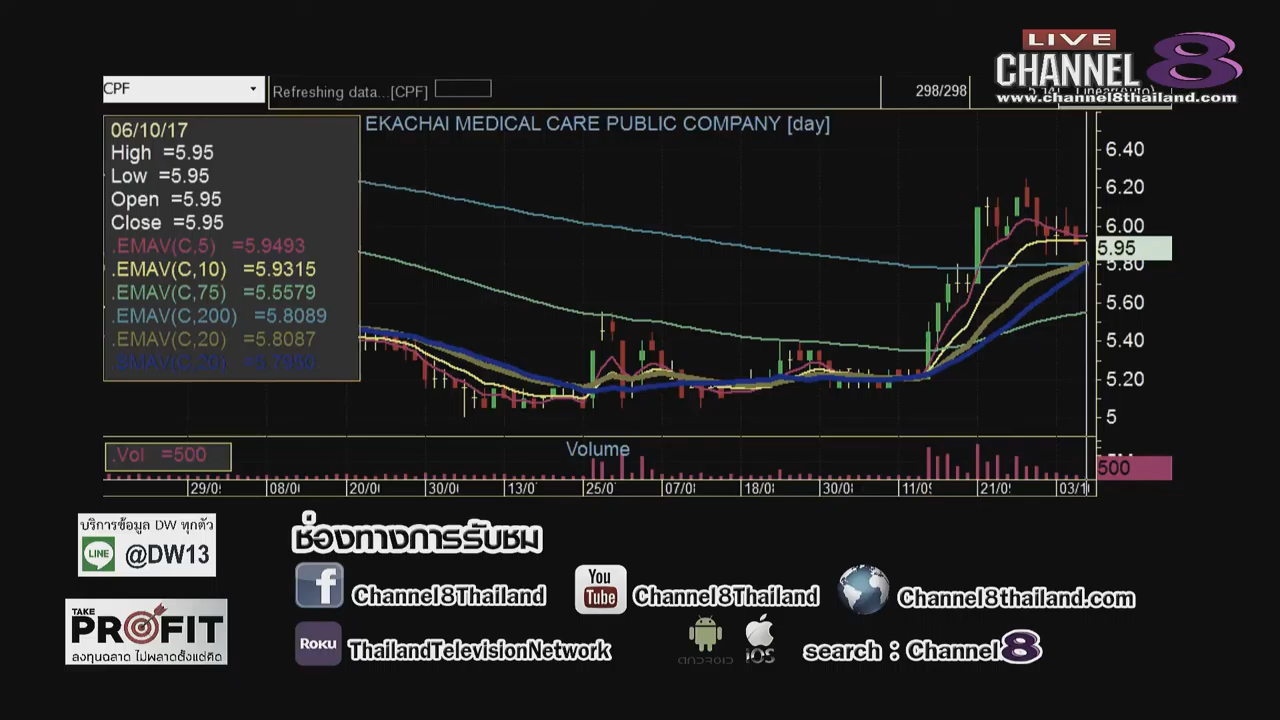 LIVE
CHANNEL 8
www.channel8thailand.com
CPF
Refreshing data...[CPF]
298/298
EKACHAI MEDICAL CARE PUBLIC COMPANY [day]
06/10/17
High =5.95
Low =5.95
Open =5.95
Close =5.95
.EMAV(C,5) =5.9493
.EMAV(C,10) =5.9315
.EMAV(C,75) =5.5579
.EMAV(C,200) =5.8089
.EMAV(C,20) =5.8087
6.40
6.20
6.00
5.95
5.80
5.60
5.40
5.20
5
.Vol =500
Volume
500
29/0 08/0 20/0 30/0 13/0 25/0 07/0 18/0 30/0 11/0 21/0 03/1
บริการข้อมูล DW ทุกตัว
LINE @DW13
TAKE
PROFIT
ลงทุนฉลาด ไม่พลาดตั้งแต่คิด
ช่องทางการรับชม
f Channel8Thailand You Tube Channel8Thailand Channel8thailand.com
ROKU ThailandTelevisionNetwork ANDROID iOS search : Channel 8